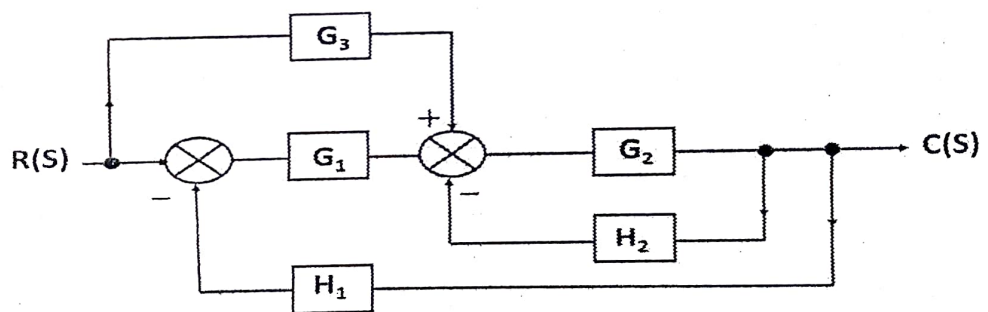 G₃
+
R(S) G₁ G₂ C(S)
− −
H₂
H₁